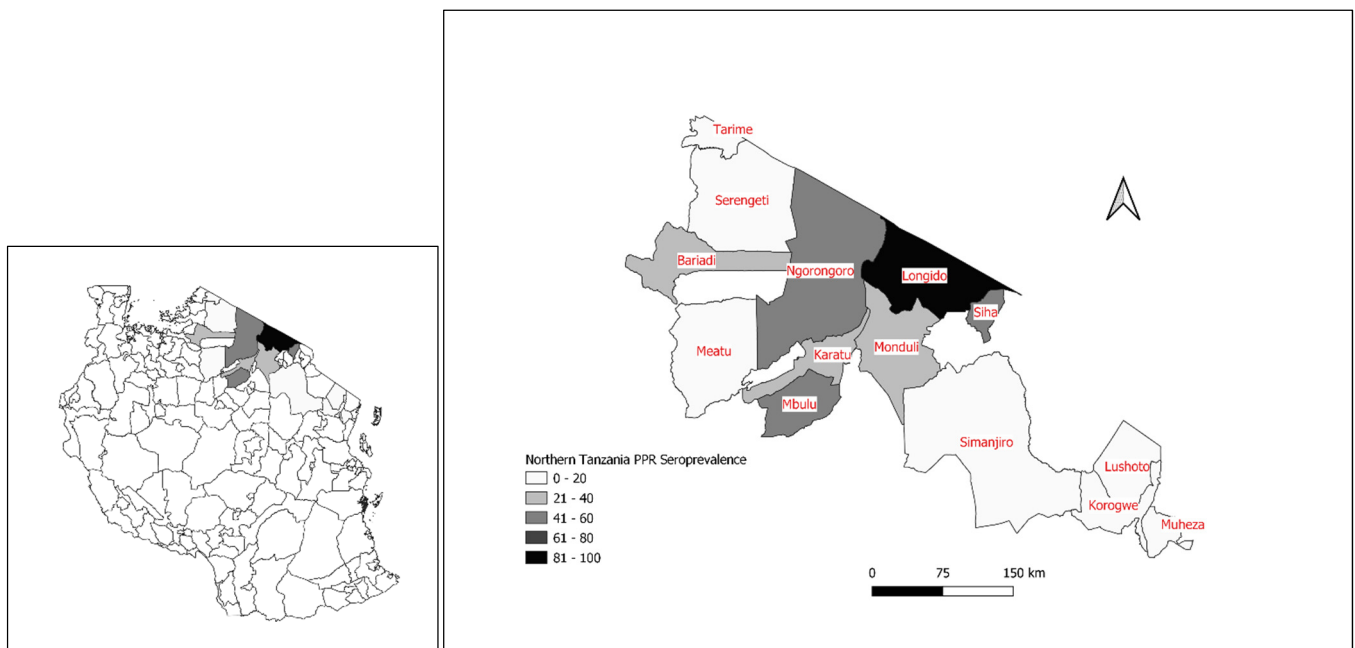 Tarime
Serengeti
Bariadi
Ngorongoro
Longido
Siha
Meatu
Karatu
Monduli
Mbulu
Simanjiro
Lushoto
Korogwe
Muheza
Northern Tanzania PPR Seroprevalence
0 - 20
21 - 40
41 - 60
61 - 80
81 - 100
0 75 150 km